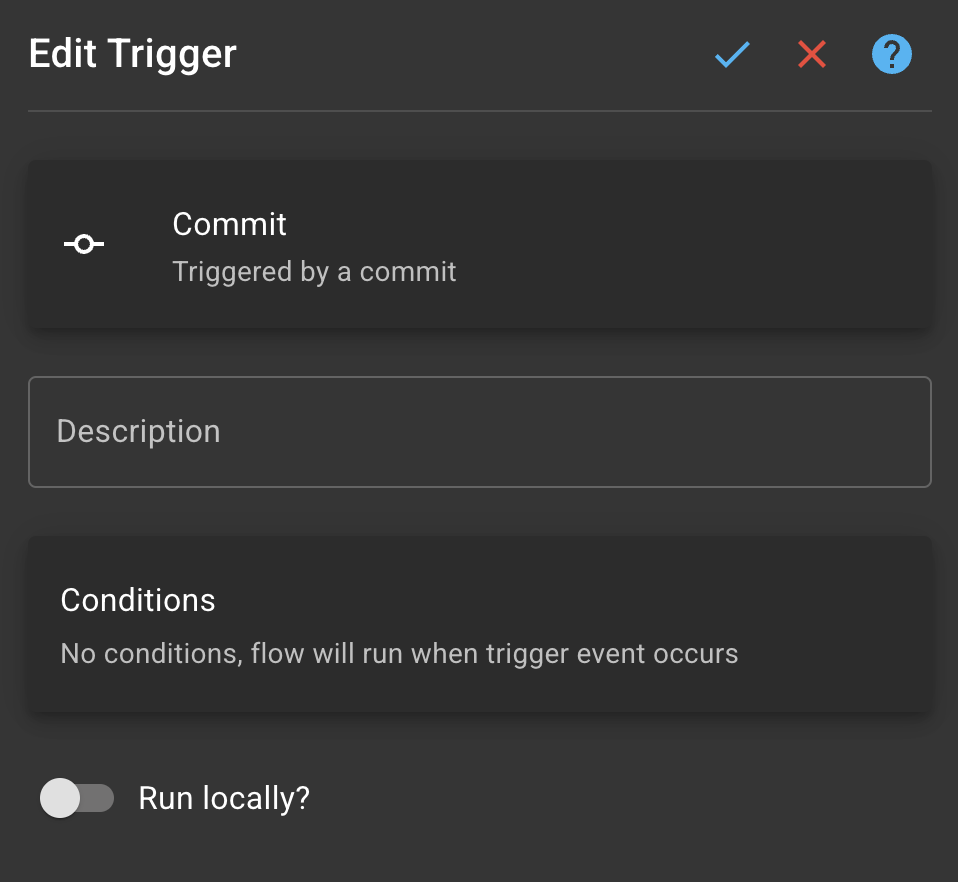 Edit Trigger
Commit
Triggered by a commit
Description
Conditions
No conditions, flow will run when trigger event occurs
Run locally?